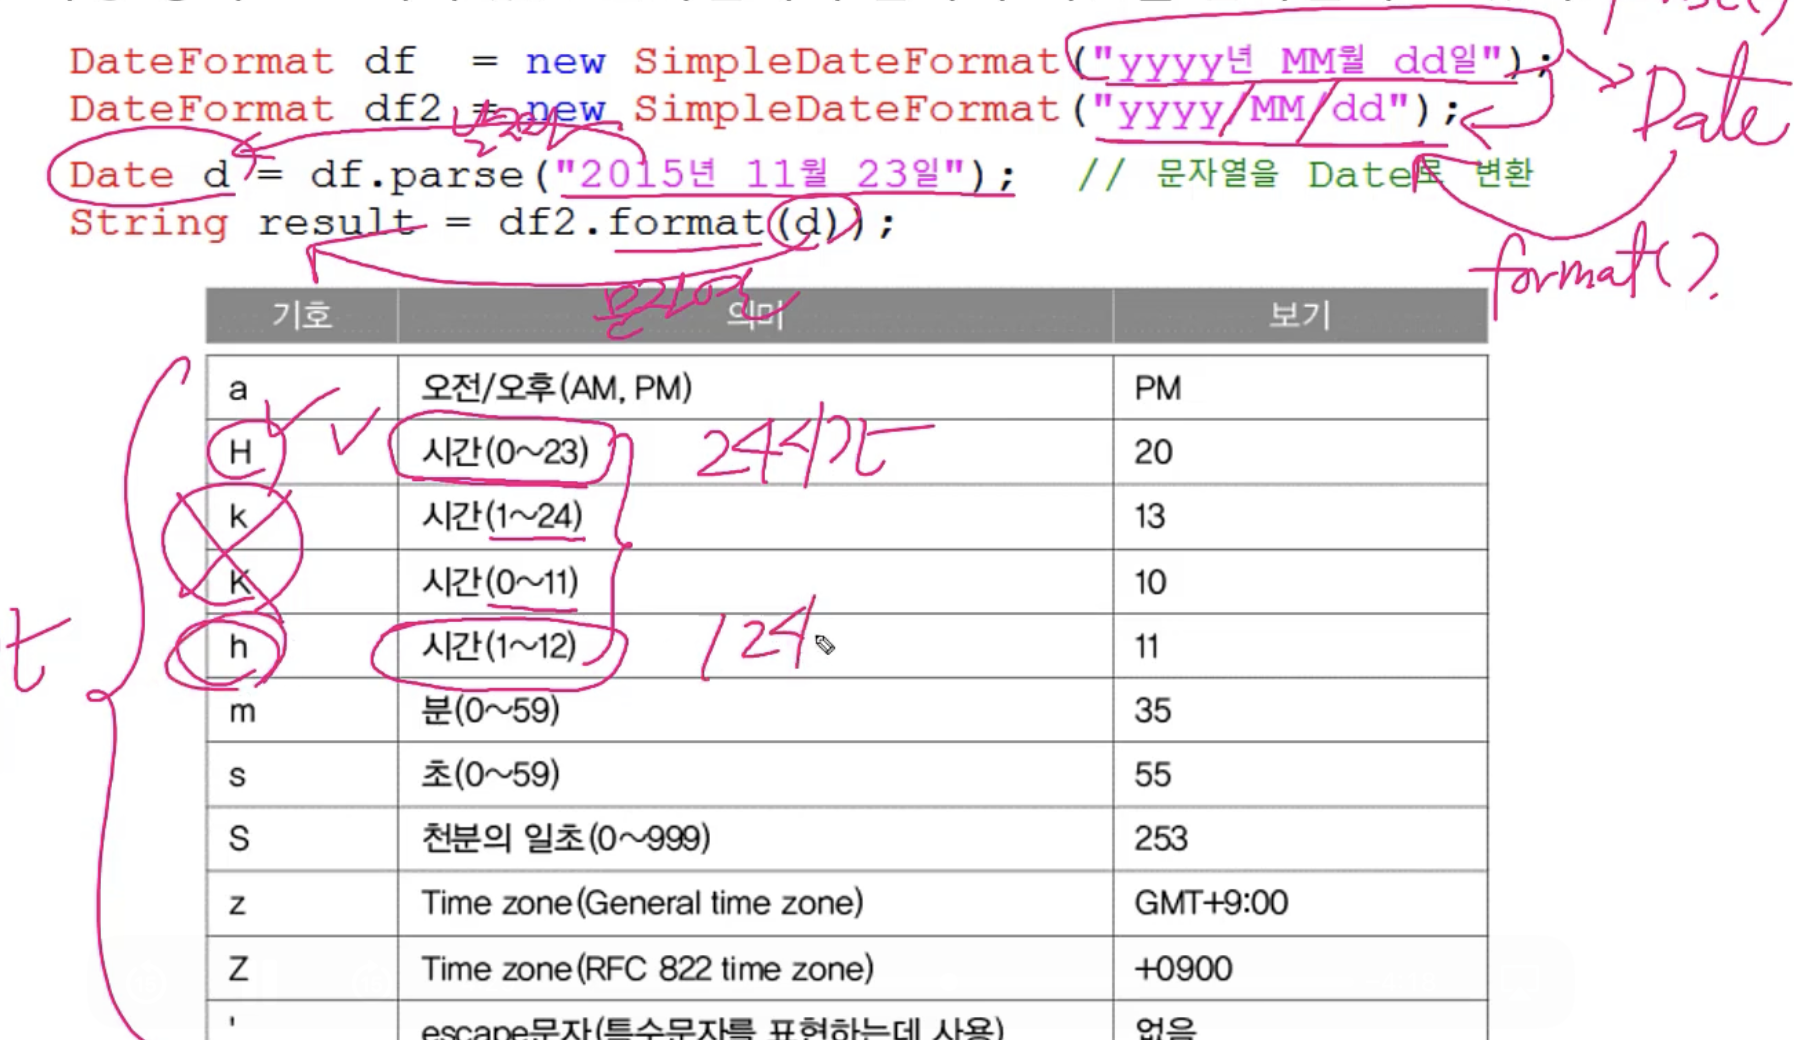 DateFormat df = new SimpleDateFormat("yyyy년 MM월 dd일");
DateFormat df2 = new SimpleDateFormat("yyyy/MM/dd");
Date
Date d = df.parse("2015년 11월 23일"); // 문자열을 Date로 변환
String result = df2.format(d));
format()
문자열
기호 의미 보기
a 오전/오후(AM, PM) PM
H 시간(0~23) 20
24시간
k 시간(1~24) 13
K 시간(0~11) 10
h 시간(1~12) 11
12시
m 분(0~59) 35
s 초(0~59) 55
S 천분의 일초(0~999) 253
z Time zone(General time zone) GMT+9:00
Z Time zone(RFC 822 time zone) +0900
' escape문자(특수문자를 표현하는데 사용) 없음
t